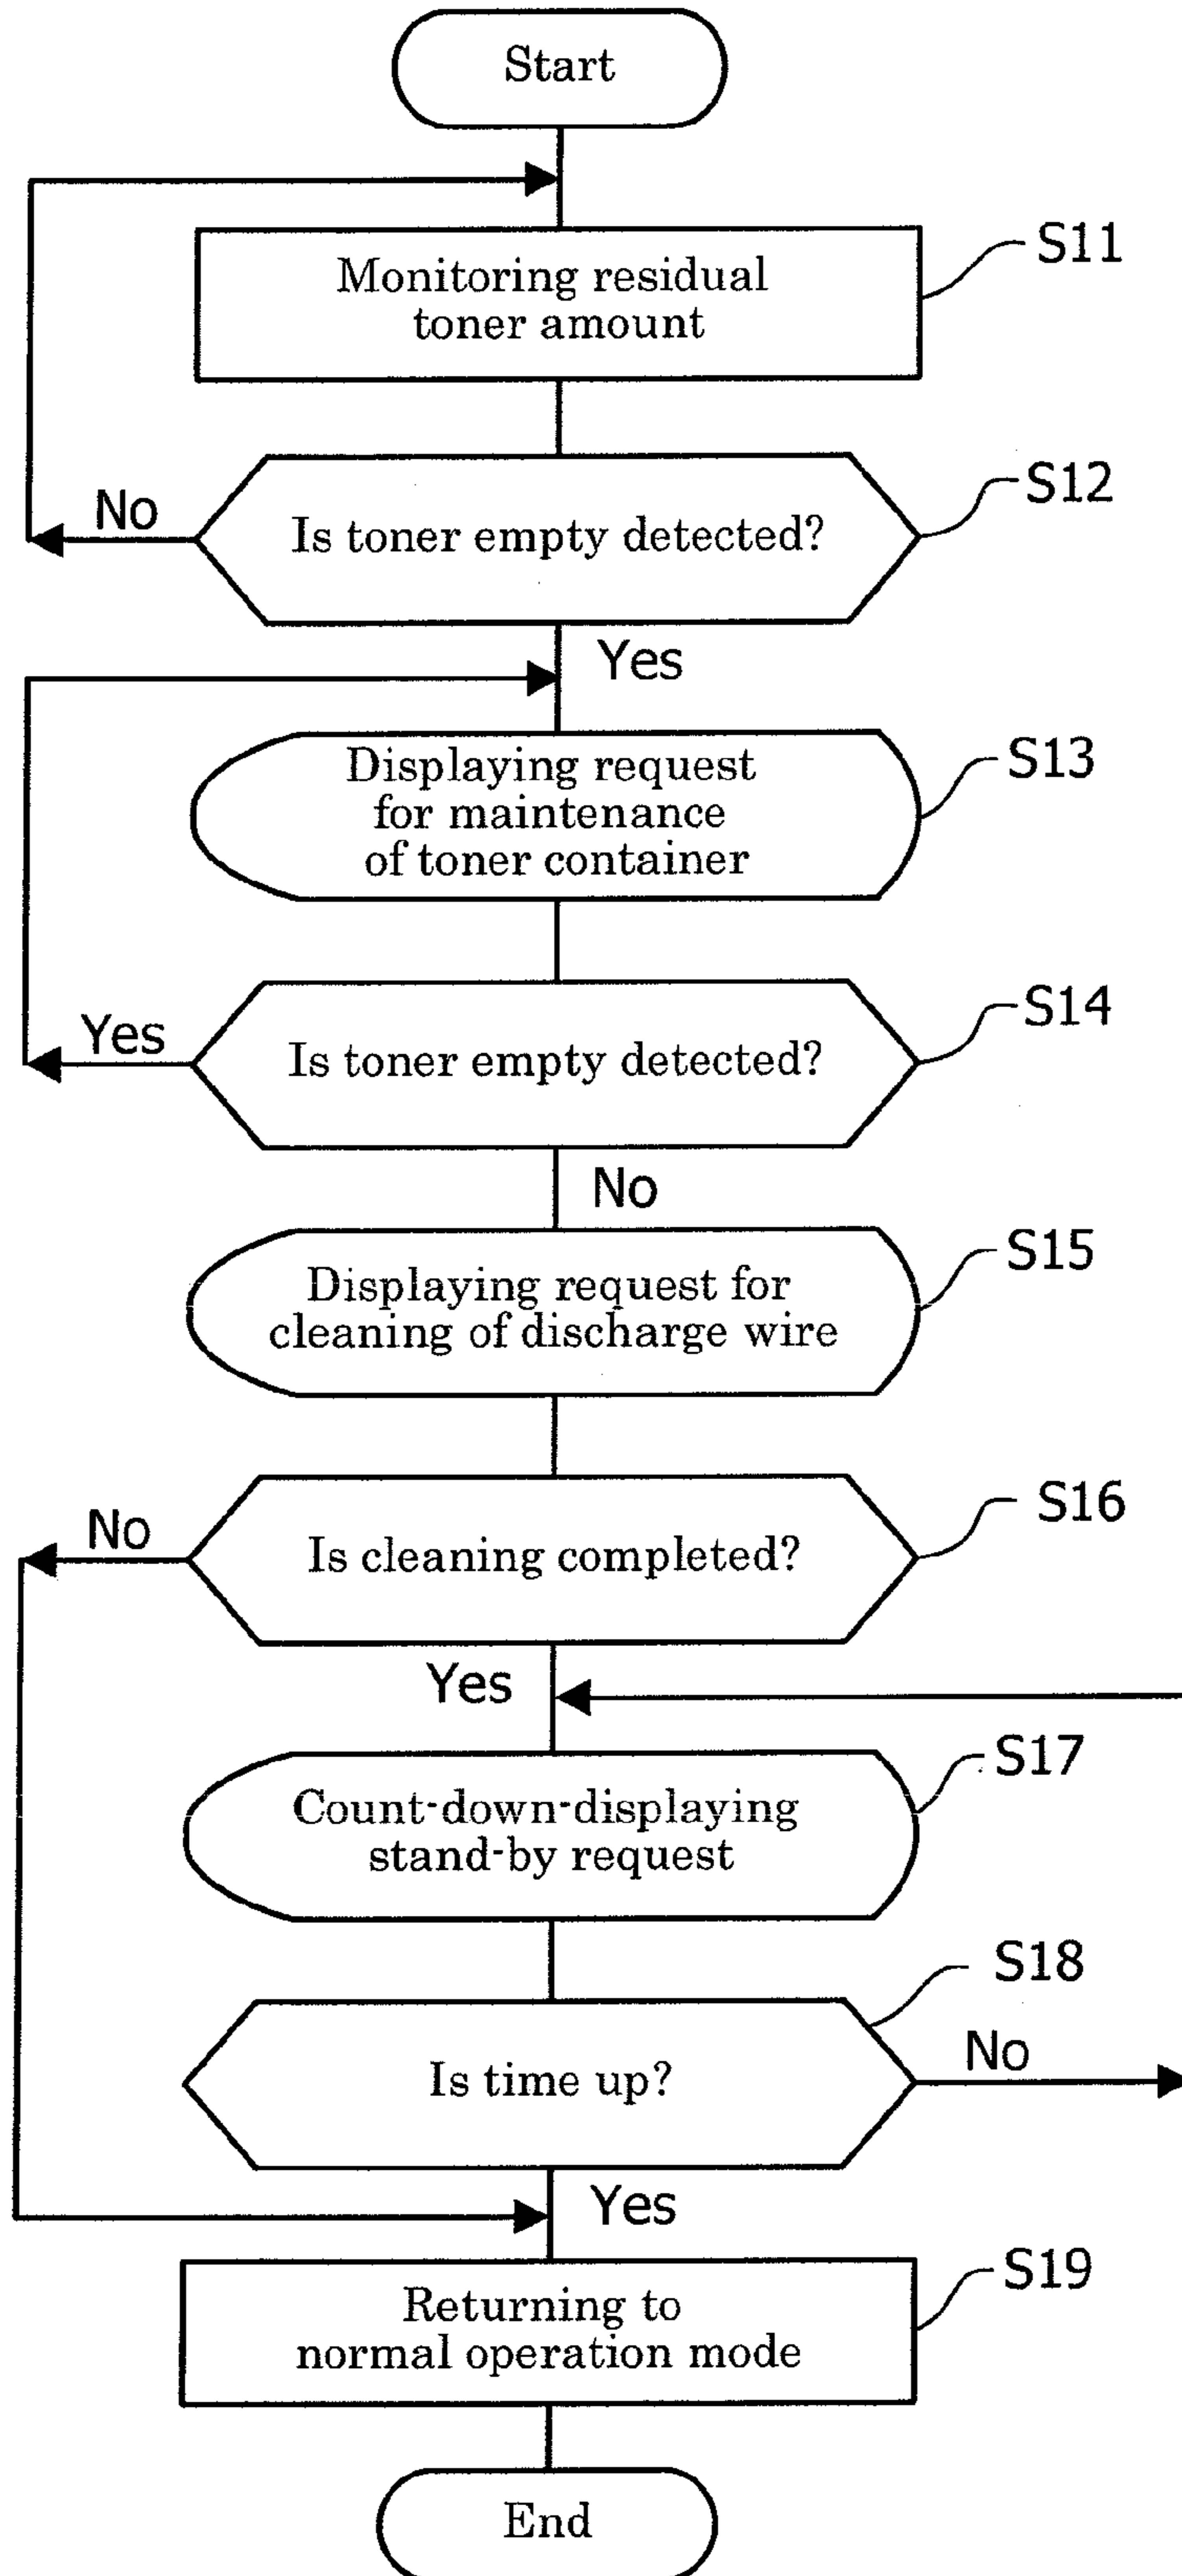 Start
S11
Monitoring residual
toner amount
S12
No
Is toner empty detected?
Yes
S13
Displaying request
for maintenance
of toner container
S14
Yes
Is toner empty detected?
No
S15
Displaying request for
cleaning of discharge wire
S16
No
Is cleaning completed?
Yes
S17
Count-down-displaying
stand-by request
S18
No
Is time up?
Yes
S19
Returning to
normal operation mode
End